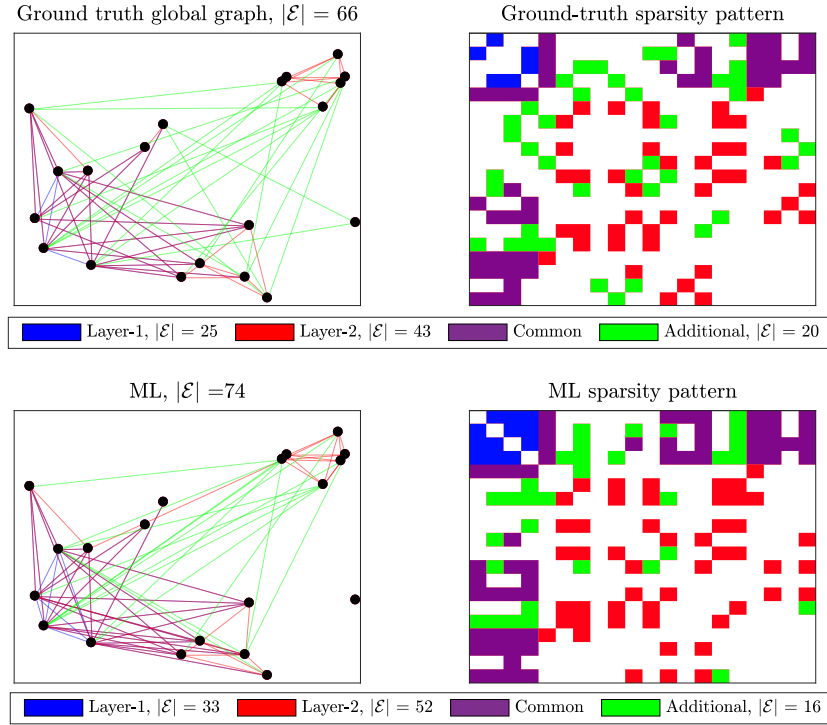 Ground truth global graph, |ℰ| = 66
Ground-truth sparsity pattern
Layer-1, |ℰ| = 25
Layer-2, |ℰ| = 43
Common
Additional, |ℰ| = 20
ML, |ℰ| =74
ML sparsity pattern
Layer-1, |ℰ| = 33
Layer-2, |ℰ| = 52
Common
Additional, |ℰ| = 16